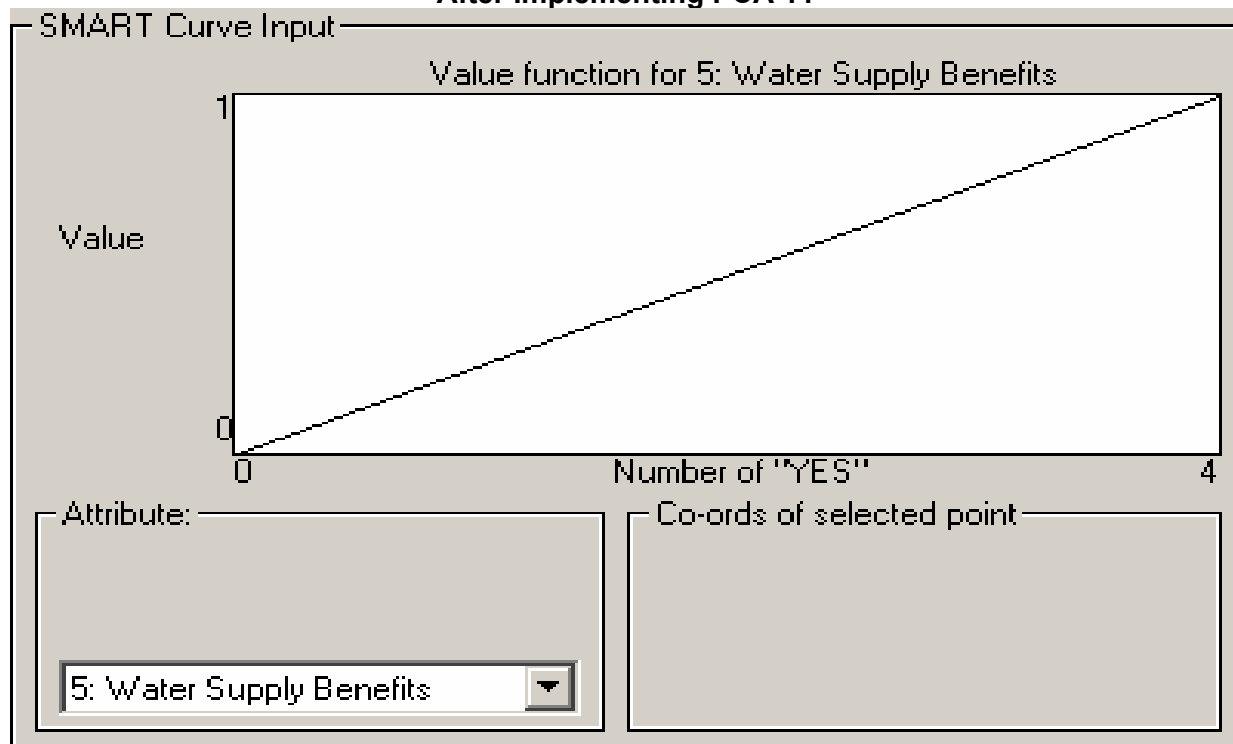 SMART Curve Input
Value function for 5: Water Supply Benefits
1
Value
0
0 Number of "YES" 4
Attribute:
Co-ords of selected point
5: Water Supply Benefits